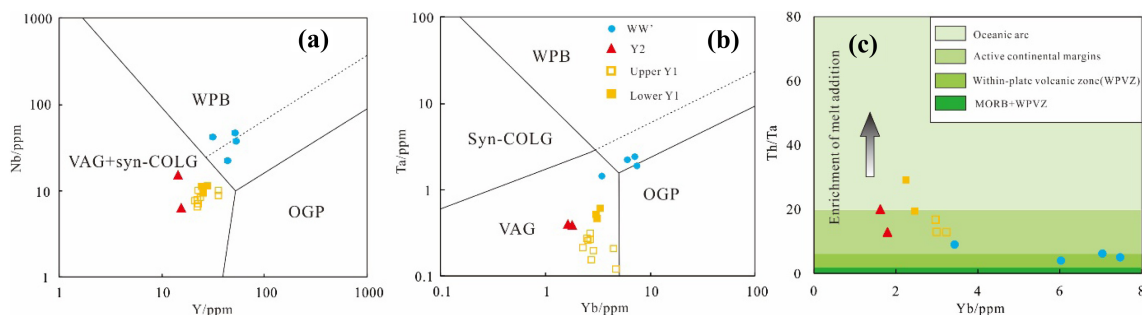 (a)
1000
100
10
1
Nb/ppm
WPB
VAG+syn-COLG
OGP
1
10
100
1000
Y/ppm
(b)
100
10
1
0.1
Ta/ppm
WPB
WW'
Y2
Upper Y1
Lower Y1
Syn-COLG
VAG
OGP
0.1
1
10
100
Yb/ppm
(c)
80
60
40
20
0
Th/Ta
Enrichment of melt addition
Oceanic arc
Active continental margins
Within-plate volcanic zone(WPVZ)
MORB+WPVZ
0
2
4
6
8
Yb/ppm